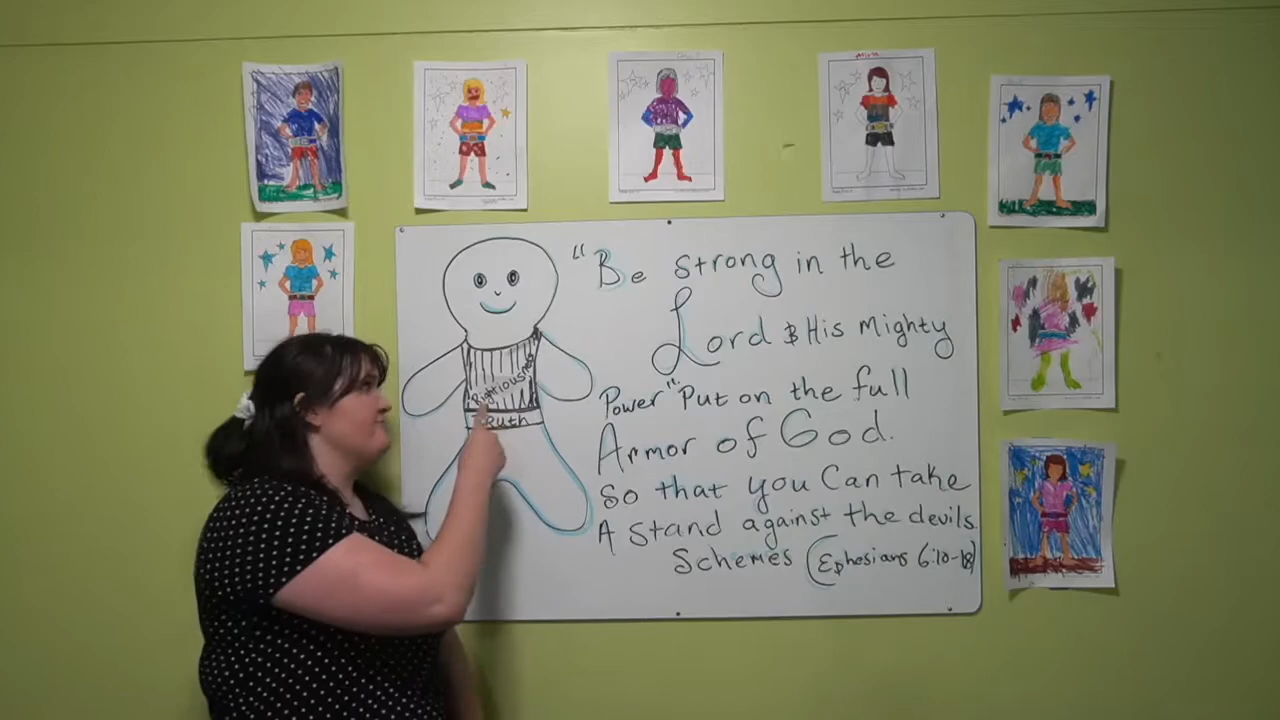 "Be strong in the
Lord & His Mighty
Power". Put on the full
Armor of God.
So that you Can take
A stand against the devils
Schemes (Ephesians 6:10-18)
Rightiousness
Truth